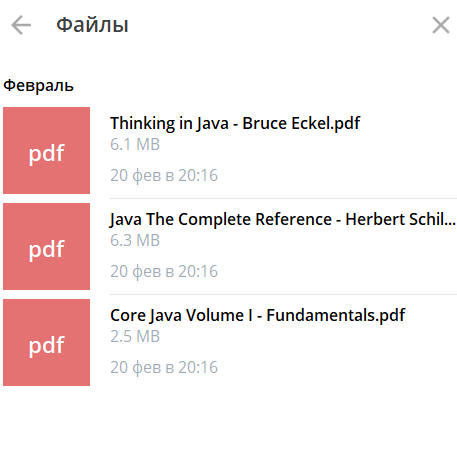 Файлы
Февраль
pdf
Thinking in Java - Bruce Eckel.pdf
6.1 MB
20 фев в 20:16
pdf
Java The Complete Reference - Herbert Schil...
6.3 MB
20 фев в 20:16
pdf
Core Java Volume I - Fundamentals.pdf
2.5 MB
20 фев в 20:16